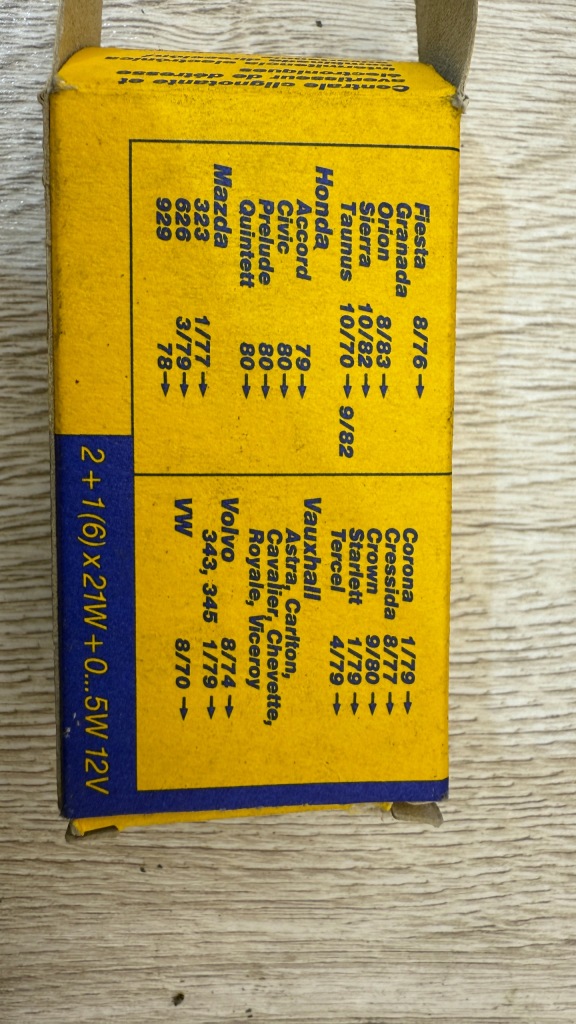 Centrale clignotante et
avertisseur de détresse
électroniques
Fiesta 8/76→
Granada
Orion 8/83→
Sierra 10/82→
Taunus 10/70→ 9/82
Honda
Accord 79→
Civic 80→
Prelude 80→
Quintett 80→
Mazda
323 1/77→
626 3/79→
929 78→
Corona 1/79→
Cressida 8/77→
Crown 9/80→
Starlett 1/79→
Tercel 4/79→
Vauxhall
Astra, Carlton,
Cavalier, Chevette,
Royale, Viceroy
Volvo 8/74→
343, 345 1/79→
VW 8/70→
2 + 1 (6) x 21W + 0...5W 12V